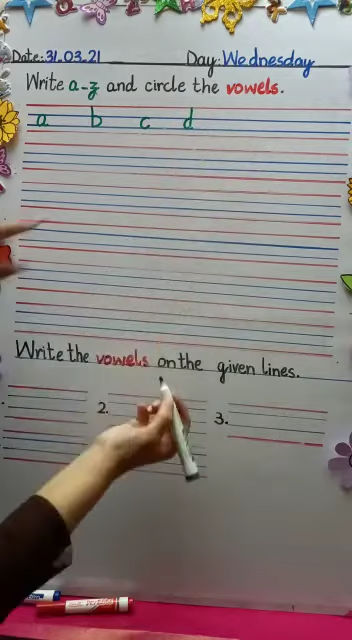 Date: 31.03.21 Day: Wednesday
Write a-z and circle the vowels.
a b c d
Write the vowels on the given lines.
2. 3.